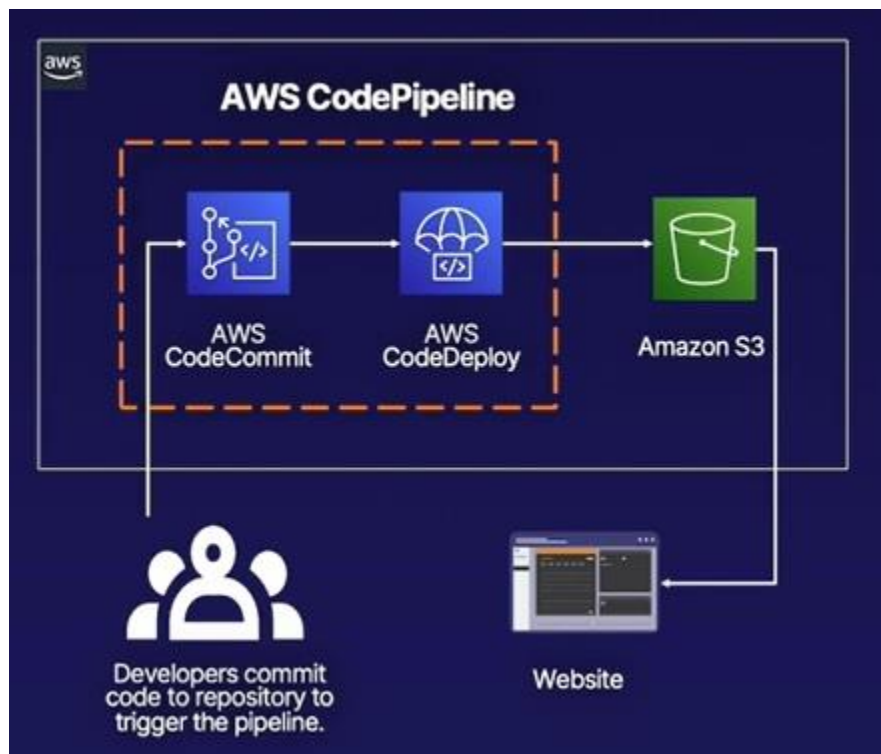 aws
AWS CodePipeline
AWS
CodeCommit
AWS
CodeDeploy
Amazon S3
Developers commit
code to repository to
trigger the pipeline.
Website